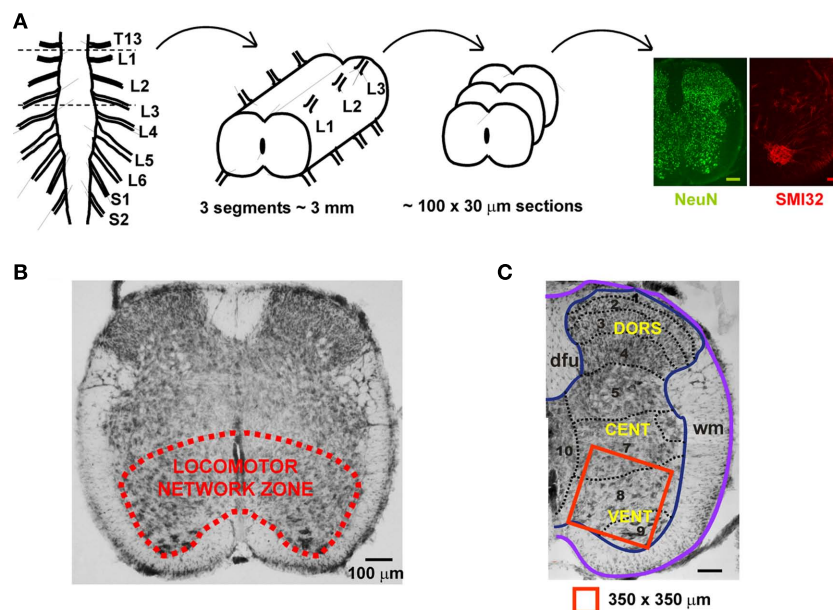 A
T13
L1
L2
L3
L4
L5
L6
S1
S2
L3
L2
L1
3 segments ~ 3 mm
~ 100 x 30 µm sections
NeuN
SMI32
B
LOCOMOTOR
NETWORK ZONE
100 µm
C
1
2
3
DORS
4
dfu
5
wm
CENT
10
7
8
VENT
9
350 x 350 µm